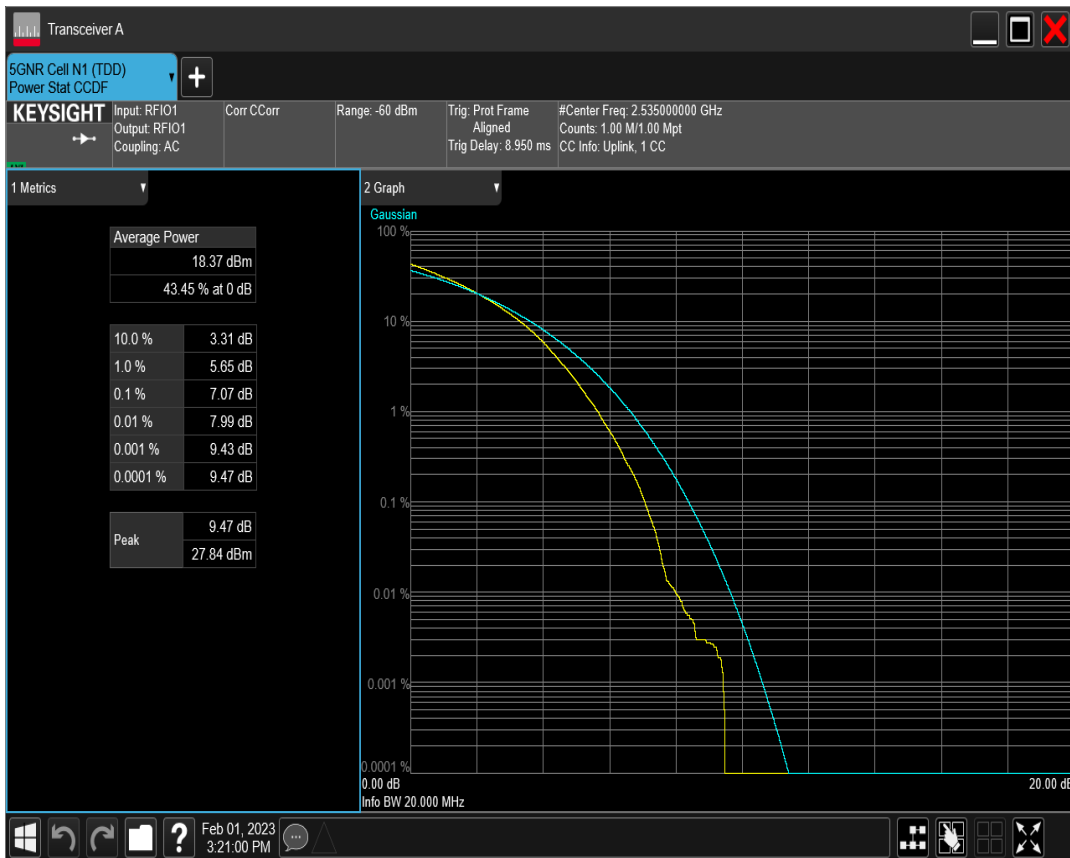 Transceiver A
5GNR Cell N1 (TDD)
Power Stat CCDF
KEYSIGHT
Input: RFIO1
Output: RFIO1
Coupling: AC
Corr CCorr
Range: -60 dBm
Trig: Prot Frame
Aligned
Trig Delay: 8.950 ms
#Center Freq: 2.535000000 GHz
Counts: 1.00 M/1.00 Mpt
CC Info: Uplink, 1 CC
1 Metrics
Average Power
18.37 dBm
43.45 % at 0 dB
10.0 % 3.31 dB
1.0 % 5.65 dB
0.1 % 7.07 dB
0.01 % 7.99 dB
0.001 % 9.43 dB
0.0001 % 9.47 dB
Peak
9.47 dB
27.84 dBm
2 Graph
Gaussian
100 %
10 %
1 %
0.1 %
0.01 %
0.001 %
0.0001 %
0.00 dB
20.00 dB
Info BW 20.000 MHz
Feb 01, 2023
3:21:00 PM